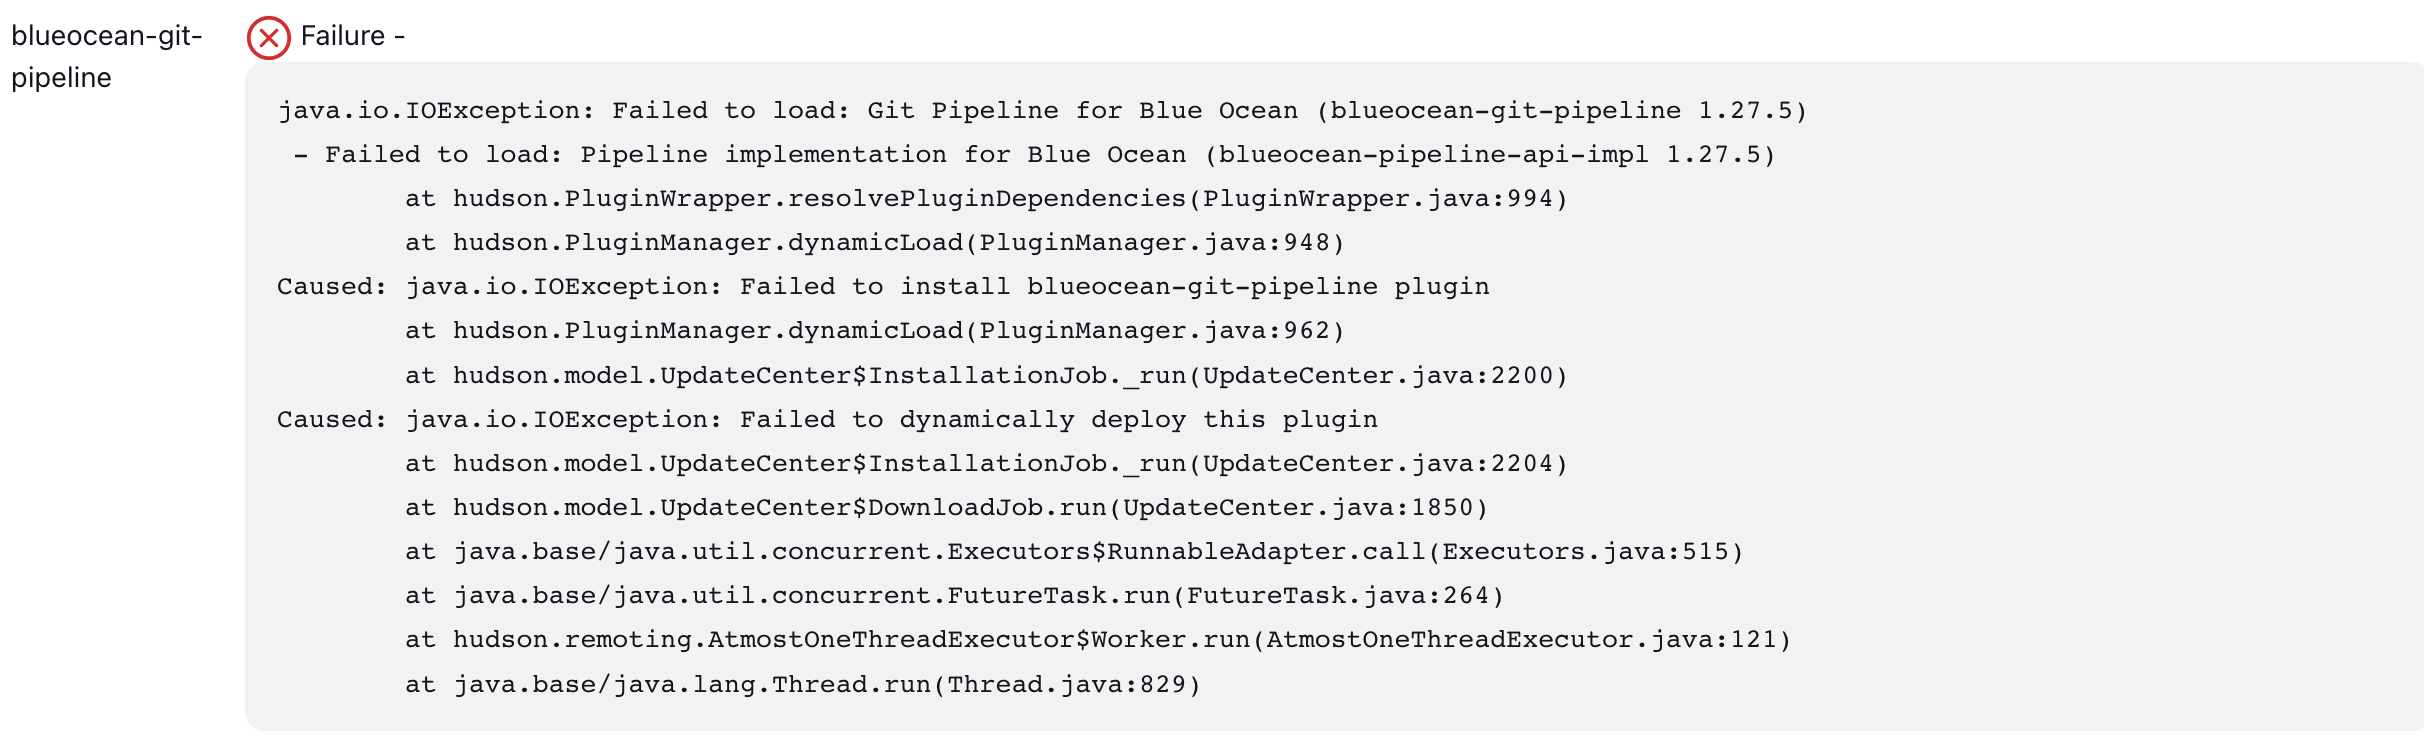 blueocean-git-
pipeline
Failure -
java.io.IOException: Failed to load: Git Pipeline for Blue Ocean (blueocean-git-pipeline 1.27.5)
 - Failed to load: Pipeline implementation for Blue Ocean (blueocean-pipeline-api-impl 1.27.5)
        at hudson.PluginWrapper.resolvePluginDependencies(PluginWrapper.java:994)
        at hudson.PluginManager.dynamicLoad(PluginManager.java:948)
Caused: java.io.IOException: Failed to install blueocean-git-pipeline plugin
        at hudson.PluginManager.dynamicLoad(PluginManager.java:962)
        at hudson.model.UpdateCenter$InstallationJob._run(UpdateCenter.java:2200)
Caused: java.io.IOException: Failed to dynamically deploy this plugin
        at hudson.model.UpdateCenter$InstallationJob._run(UpdateCenter.java:2204)
        at hudson.model.UpdateCenter$DownloadJob.run(UpdateCenter.java:1850)
        at java.base/java.util.concurrent.Executors$RunnableAdapter.call(Executors.java:515)
        at java.base/java.util.concurrent.FutureTask.run(FutureTask.java:264)
        at hudson.remoting.AtmostOneThreadExecutor$Worker.run(AtmostOneThreadExecutor.java:121)
        at java.base/java.lang.Thread.run(Thread.java:829)